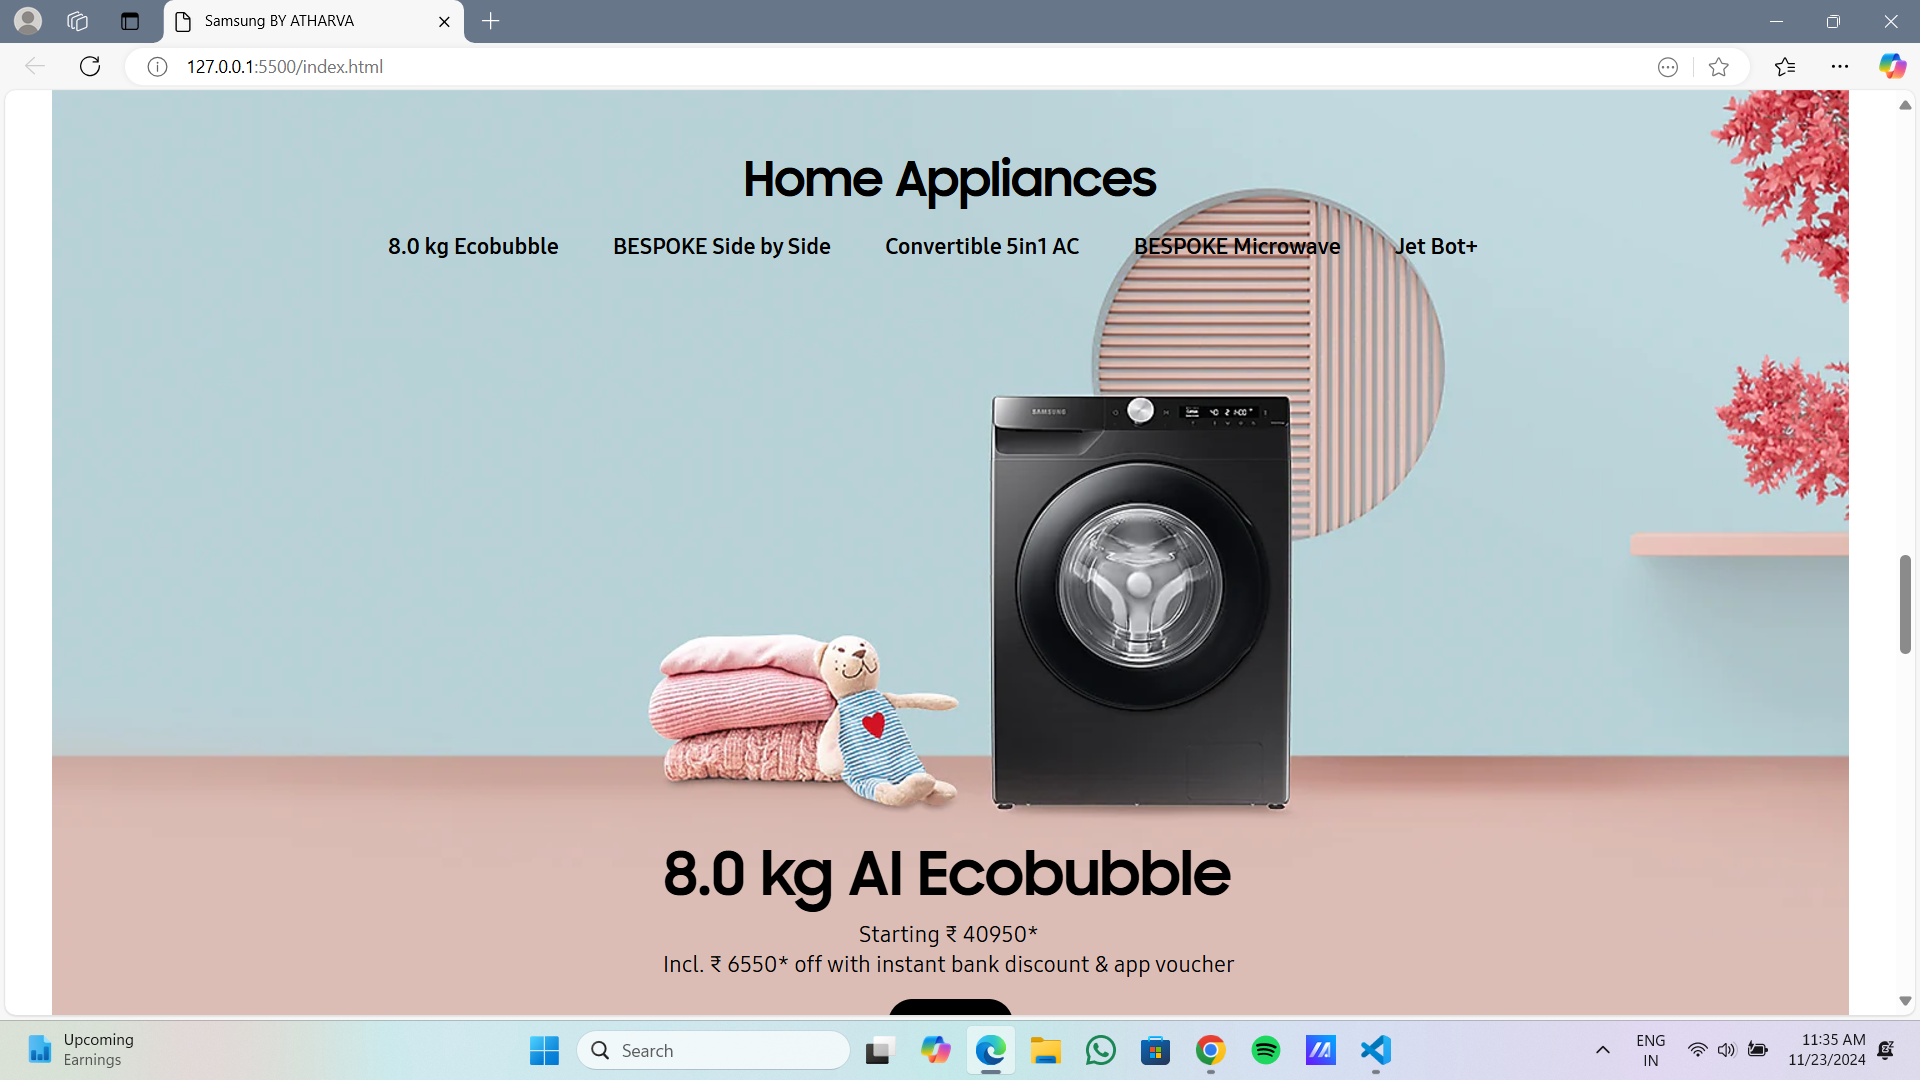 Samsung BY ATHARVA
127.0.0.1:5500/index.html
Home Appliances
8.0 kg Ecobubble BESPOKE Side by Side Convertible 5in1 AC BESPOKE Microwave Jet Bot+
SAMSUNG
8.0 kg AI Ecobubble
Starting ₹ 40950*
Incl. ₹ 6550* off with instant bank discount & app voucher
Upcoming
Earnings
Search
ENG
IN
11:35 AM
11/23/2024